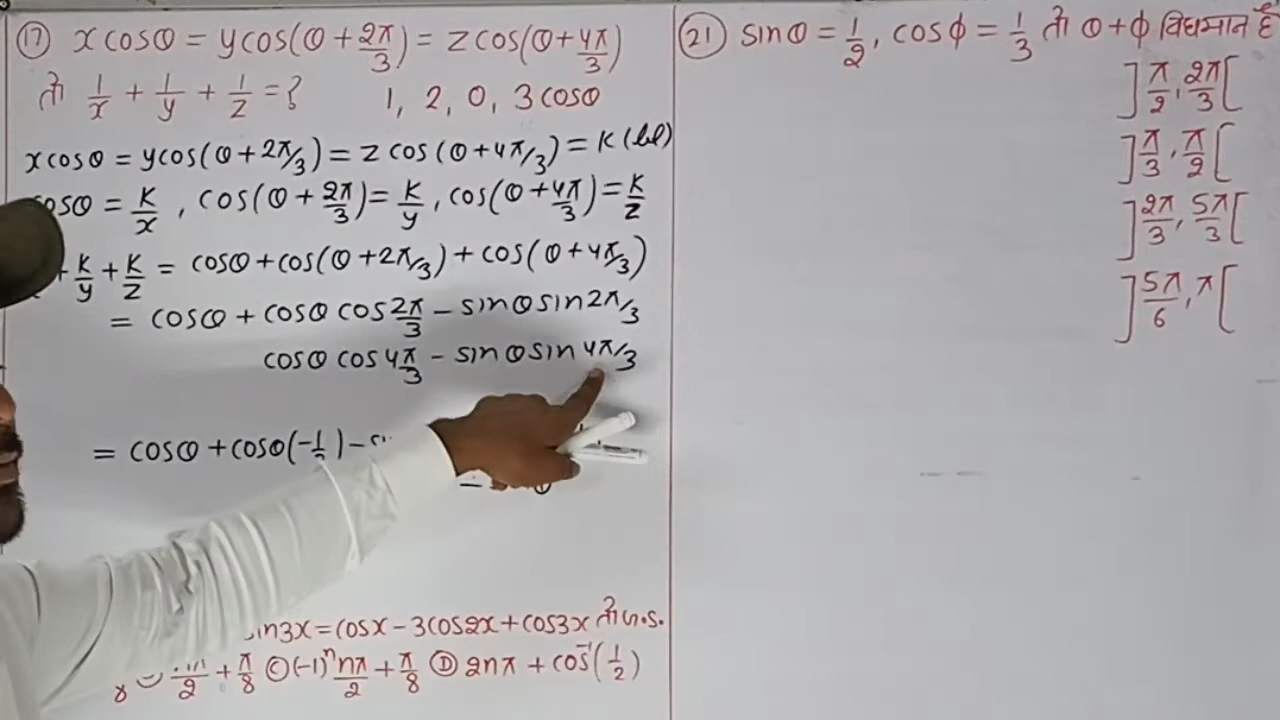 (17) x cosθ = y cos(θ + 2π/3) = z cos(θ + 4π/3)
तो 1/x + 1/y + 1/z = ?   1, 2, 0, 3 cosθ
x cosθ = y cos(θ + 2π/3) = z cos(θ + 4π/3) = K
cosθ = K/x , cos(θ + 2π/3) = K/y , cos(θ + 4π/3) = K/z
+ K/y + K/z = cosθ + cos(θ + 2π/3) + cos(θ + 4π/3)
= cosθ + cosθ cos 2π/3 - sinθ sin 2π/3
cosθ cos 4π/3 - sinθ sin 4π/3
= cosθ + cosθ(-1/2) -
sin3x = cosx - 3cos2x + cos3x तो
+ π/8 (C) (-1)ⁿ nπ/2 + π/8 (D) 2nπ + cos⁻¹(1/2)
(21) sinθ = 1/2 , cosϕ = 1/3 तो θ + ϕ विद्यमान है
]π/2, 2π/3[
]π/3, π/2[
]2π/3, 5π/3[
]5π/6, π[